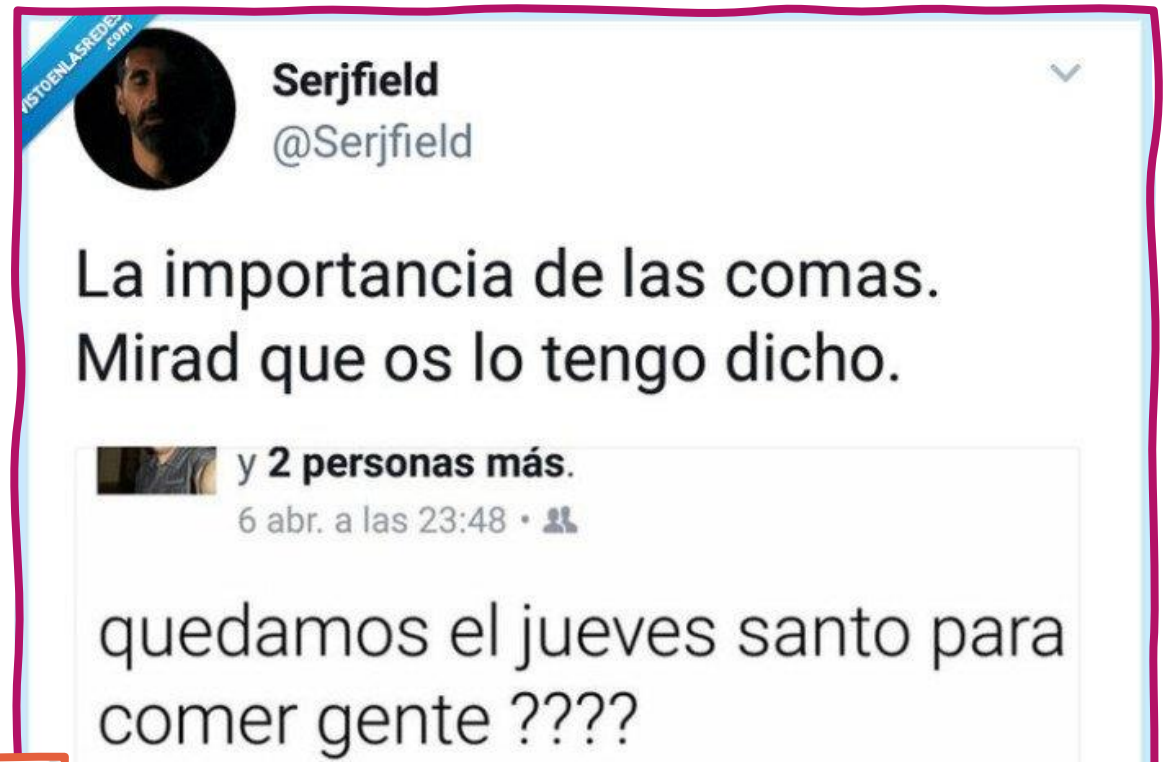 VISTOENLASREDES
.com
Serjfield
@Serjfield
La importancia de las comas.
Mirad que os lo tengo dicho.
y 2 personas más.
6 abr. a las 23:48 •
quedamos el jueves santo para
comer gente ????